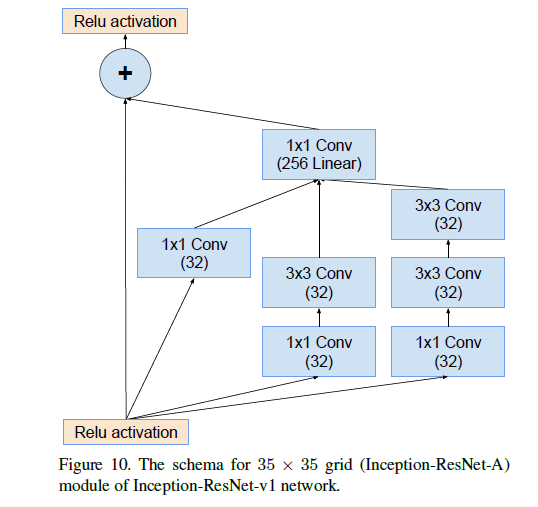 Relu activation
+
1x1 Conv
(256 Linear)
3x3 Conv
(32)
1x1 Conv
(32)
3x3 Conv
(32)
3x3 Conv
(32)
1x1 Conv
(32)
1x1 Conv
(32)
Relu activation
Figure 10. The schema for 35 × 35 grid (Inception-ResNet-A)
module of Inception-ResNet-v1 network.